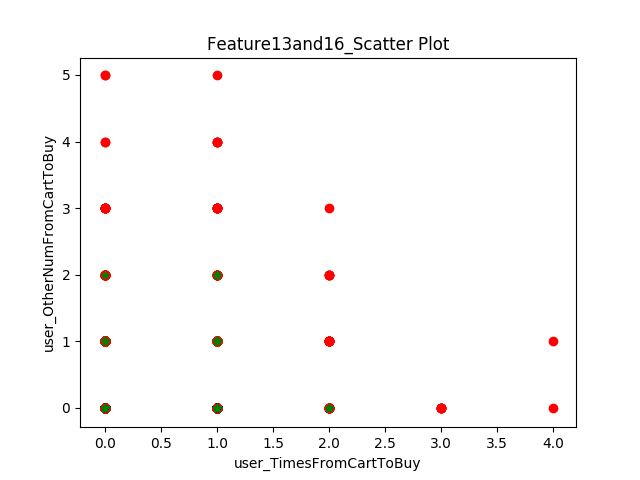 Feature13and16_Scatter Plot
user_OtherNumFromCartToBuy
5
4
3
2
1
0
0.0 0.5 1.0 1.5 2.0 2.5 3.0 3.5 4.0
user_TimesFromCartToBuy